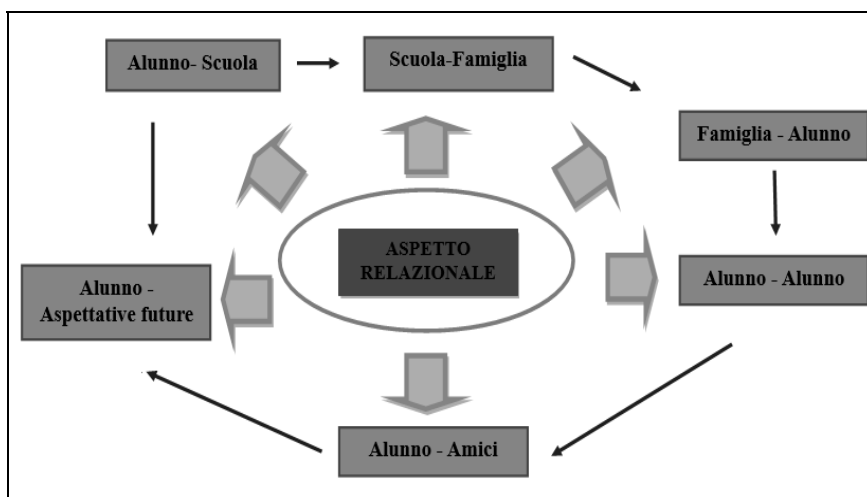 Alunno- Scuola
Scuola-Famiglia
Famiglia - Alunno
ASPETTO
RELAZIONALE
Alunno -
Aspettative future
Alunno - Alunno
Alunno - Amici